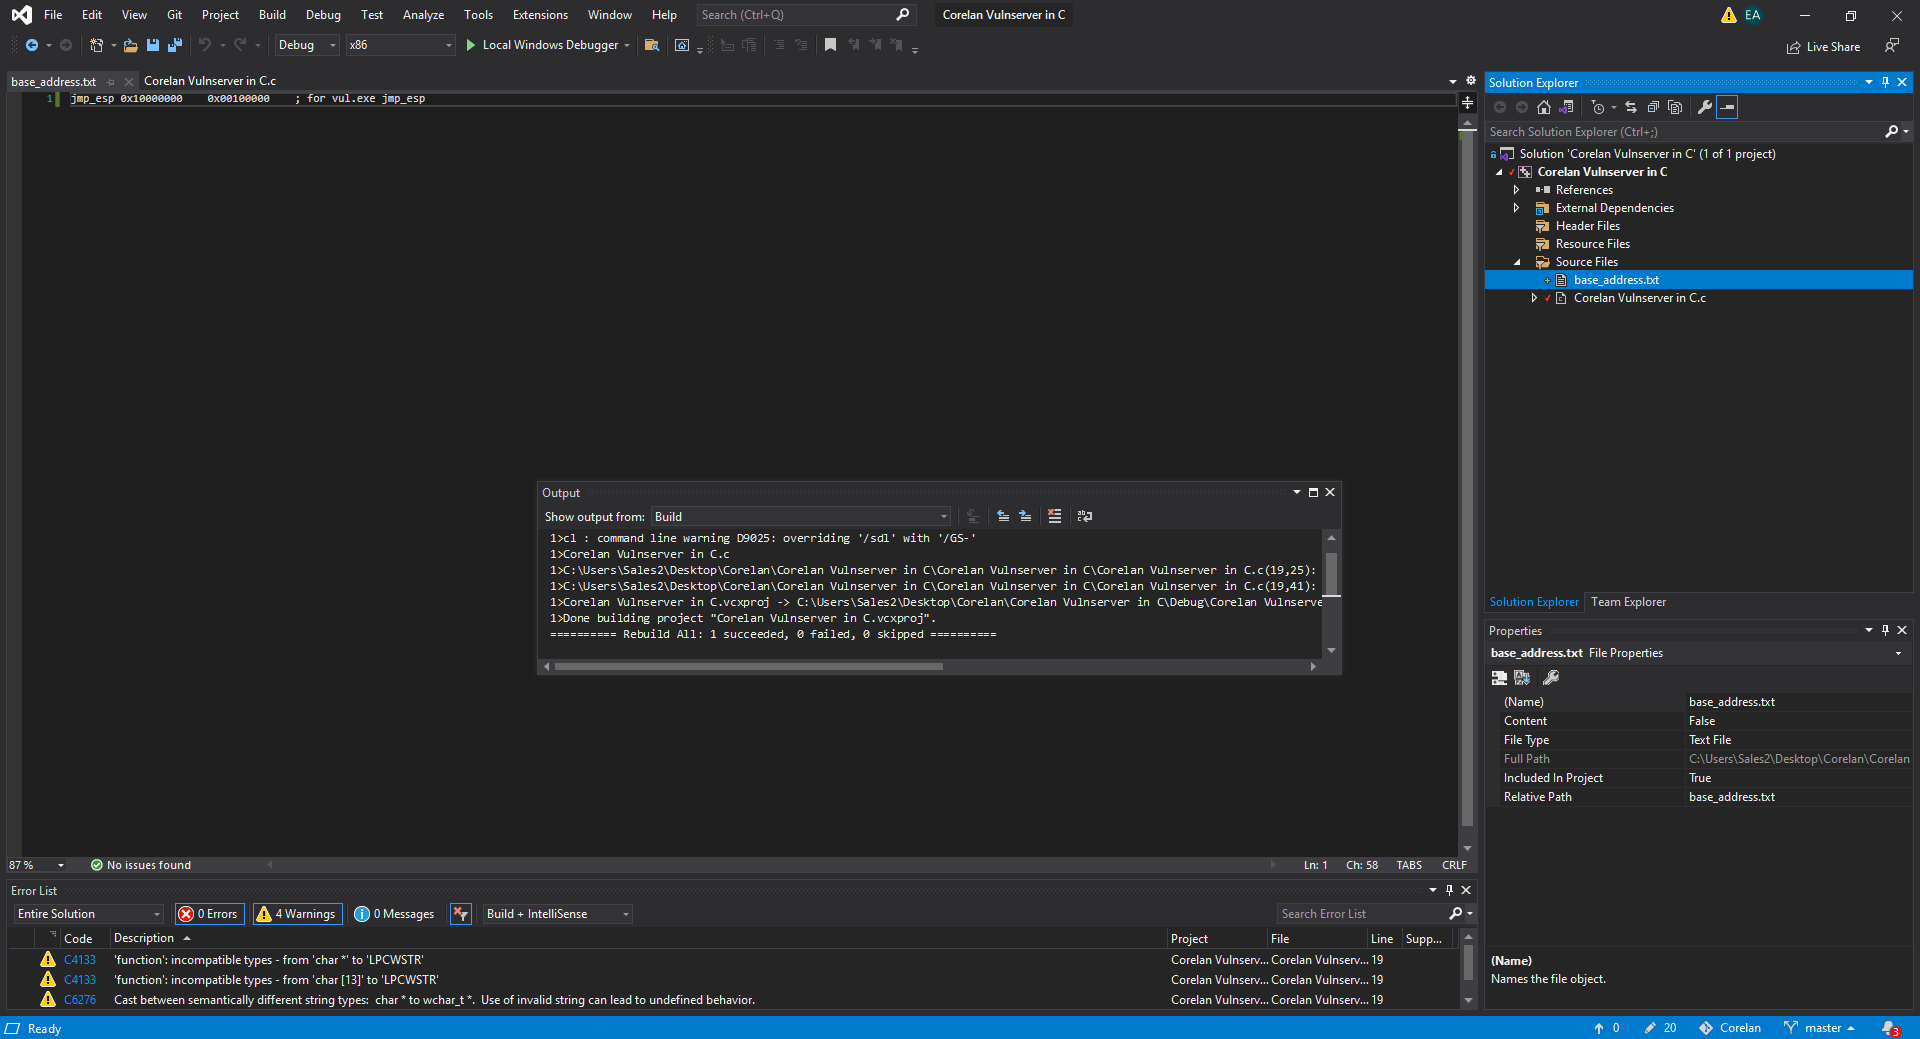 File Edit View Git Project Build Debug Test Analyze Tools Extensions Window Help Search (Ctrl+Q) Corelan Vulnserver in C EA
Debug x86 Local Windows Debugger Live Share
base_address.txt Corelan Vulnserver in C.c
1 jmp_esp 0x10000000 0x00100000 ; for vul.exe jmp_esp
Output
Show output from: Build
1>cl : command line warning D9025: overriding '/sdl' with '/GS-'
1>Corelan Vulnserver in C.c
1>C:\Users\Sales2\Desktop\Corelan\Corelan Vulnserver in C\Corelan Vulnserver in C\Corelan Vulnserver in C.c(19,25):
1>C:\Users\Sales2\Desktop\Corelan\Corelan Vulnserver in C\Corelan Vulnserver in C\Corelan Vulnserver in C.c(19,41):
1>Corelan Vulnserver in C.vcxproj -> C:\Users\Sales2\Desktop\Corelan\Corelan Vulnserver in C\Debug\Corelan Vulnserve
1>Done building project "Corelan Vulnserver in C.vcxproj".
========== Rebuild All: 1 succeeded, 0 failed, 0 skipped ==========
87 % No issues found Ln: 1 Ch: 58 TABS CRLF
Error List
Entire Solution 0 Errors 4 Warnings 0 Messages Build + IntelliSense Search Error List
Code Description Project File Line Supp...
C4133 'function': incompatible types - from 'char *' to 'LPCWSTR' Corelan Vulnserv... Corelan Vulnserv... 19
C4133 'function': incompatible types - from 'char [13]' to 'LPCWSTR' Corelan Vulnserv... Corelan Vulnserv... 19
C6276 Cast between semantically different string types: char * to wchar_t *. Use of invalid string can lead to undefined behavior. Corelan Vulnserv... Corelan Vulnserv... 19
Solution Explorer
Search Solution Explorer (Ctrl+;)
Solution 'Corelan Vulnserver in C' (1 of 1 project)
Corelan Vulnserver in C
References
External Dependencies
Header Files
Resource Files
Source Files
base_address.txt
Corelan Vulnserver in C.c
Solution Explorer Team Explorer
Properties
base_address.txt File Properties
(Name) base_address.txt
Content False
File Type Text File
Full Path C:\Users\Sales2\Desktop\Corelan\Corelan
Included In Project True
Relative Path base_address.txt
(Name)
Names the file object.
Ready 0 20 Corelan master 3